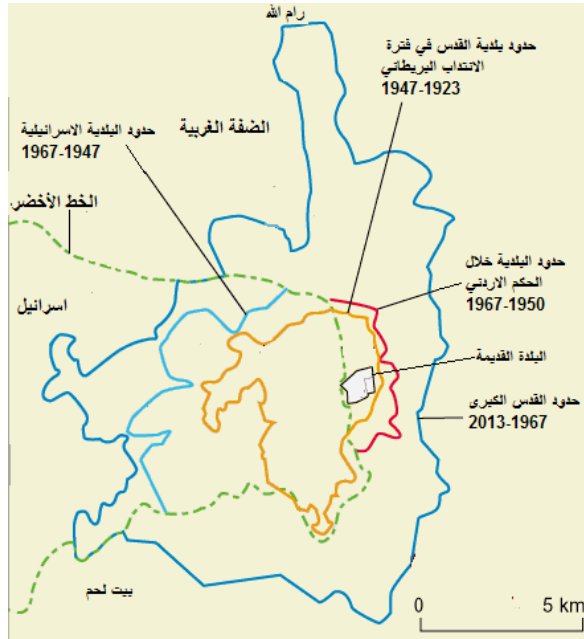 رام الله
حدود بلدية القدس في فترة
الانتداب البريطاني
1947-1923
الضفة الغربية
حدود البلدية الاسرائيلية
1967-1947
الخط الأخضر
حدود البلدية خلال
الحكم الاردني
1967-1950
اسرائيل
البلدة القديمة
حدود القدس الكبرى
2013-1967
بيت لحم
0 5 km